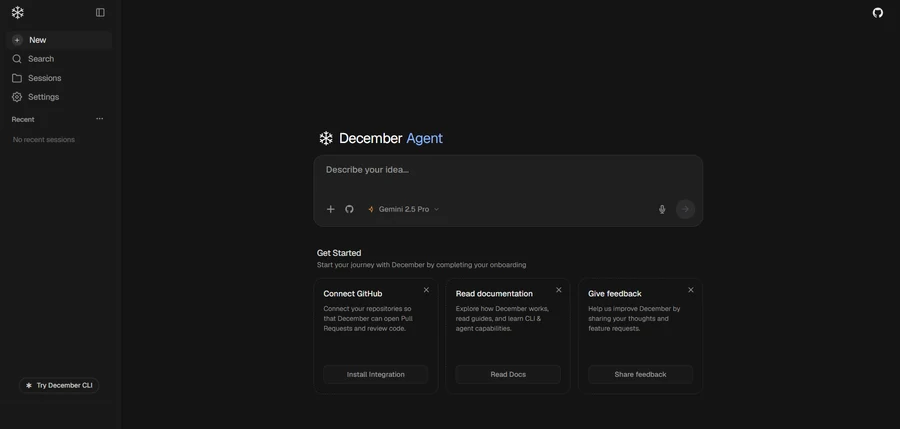 New
Search
Sessions
Settings
Recent
No recent sessions
Try December CLI
December Agent
Describe your idea...
Gemini 2.5 Pro
Get Started
Start your journey with December by completing your onboarding
Connect GitHub
Connect your repositories so
that December can open Pull
Requests and review code.
Install Integration
Read documentation
Explore how December works,
read guides, and learn CLI &
agent capabilities.
Read Docs
Give feedback
Help us improve December by
sharing your thoughts and
feature requests.
Share feedback